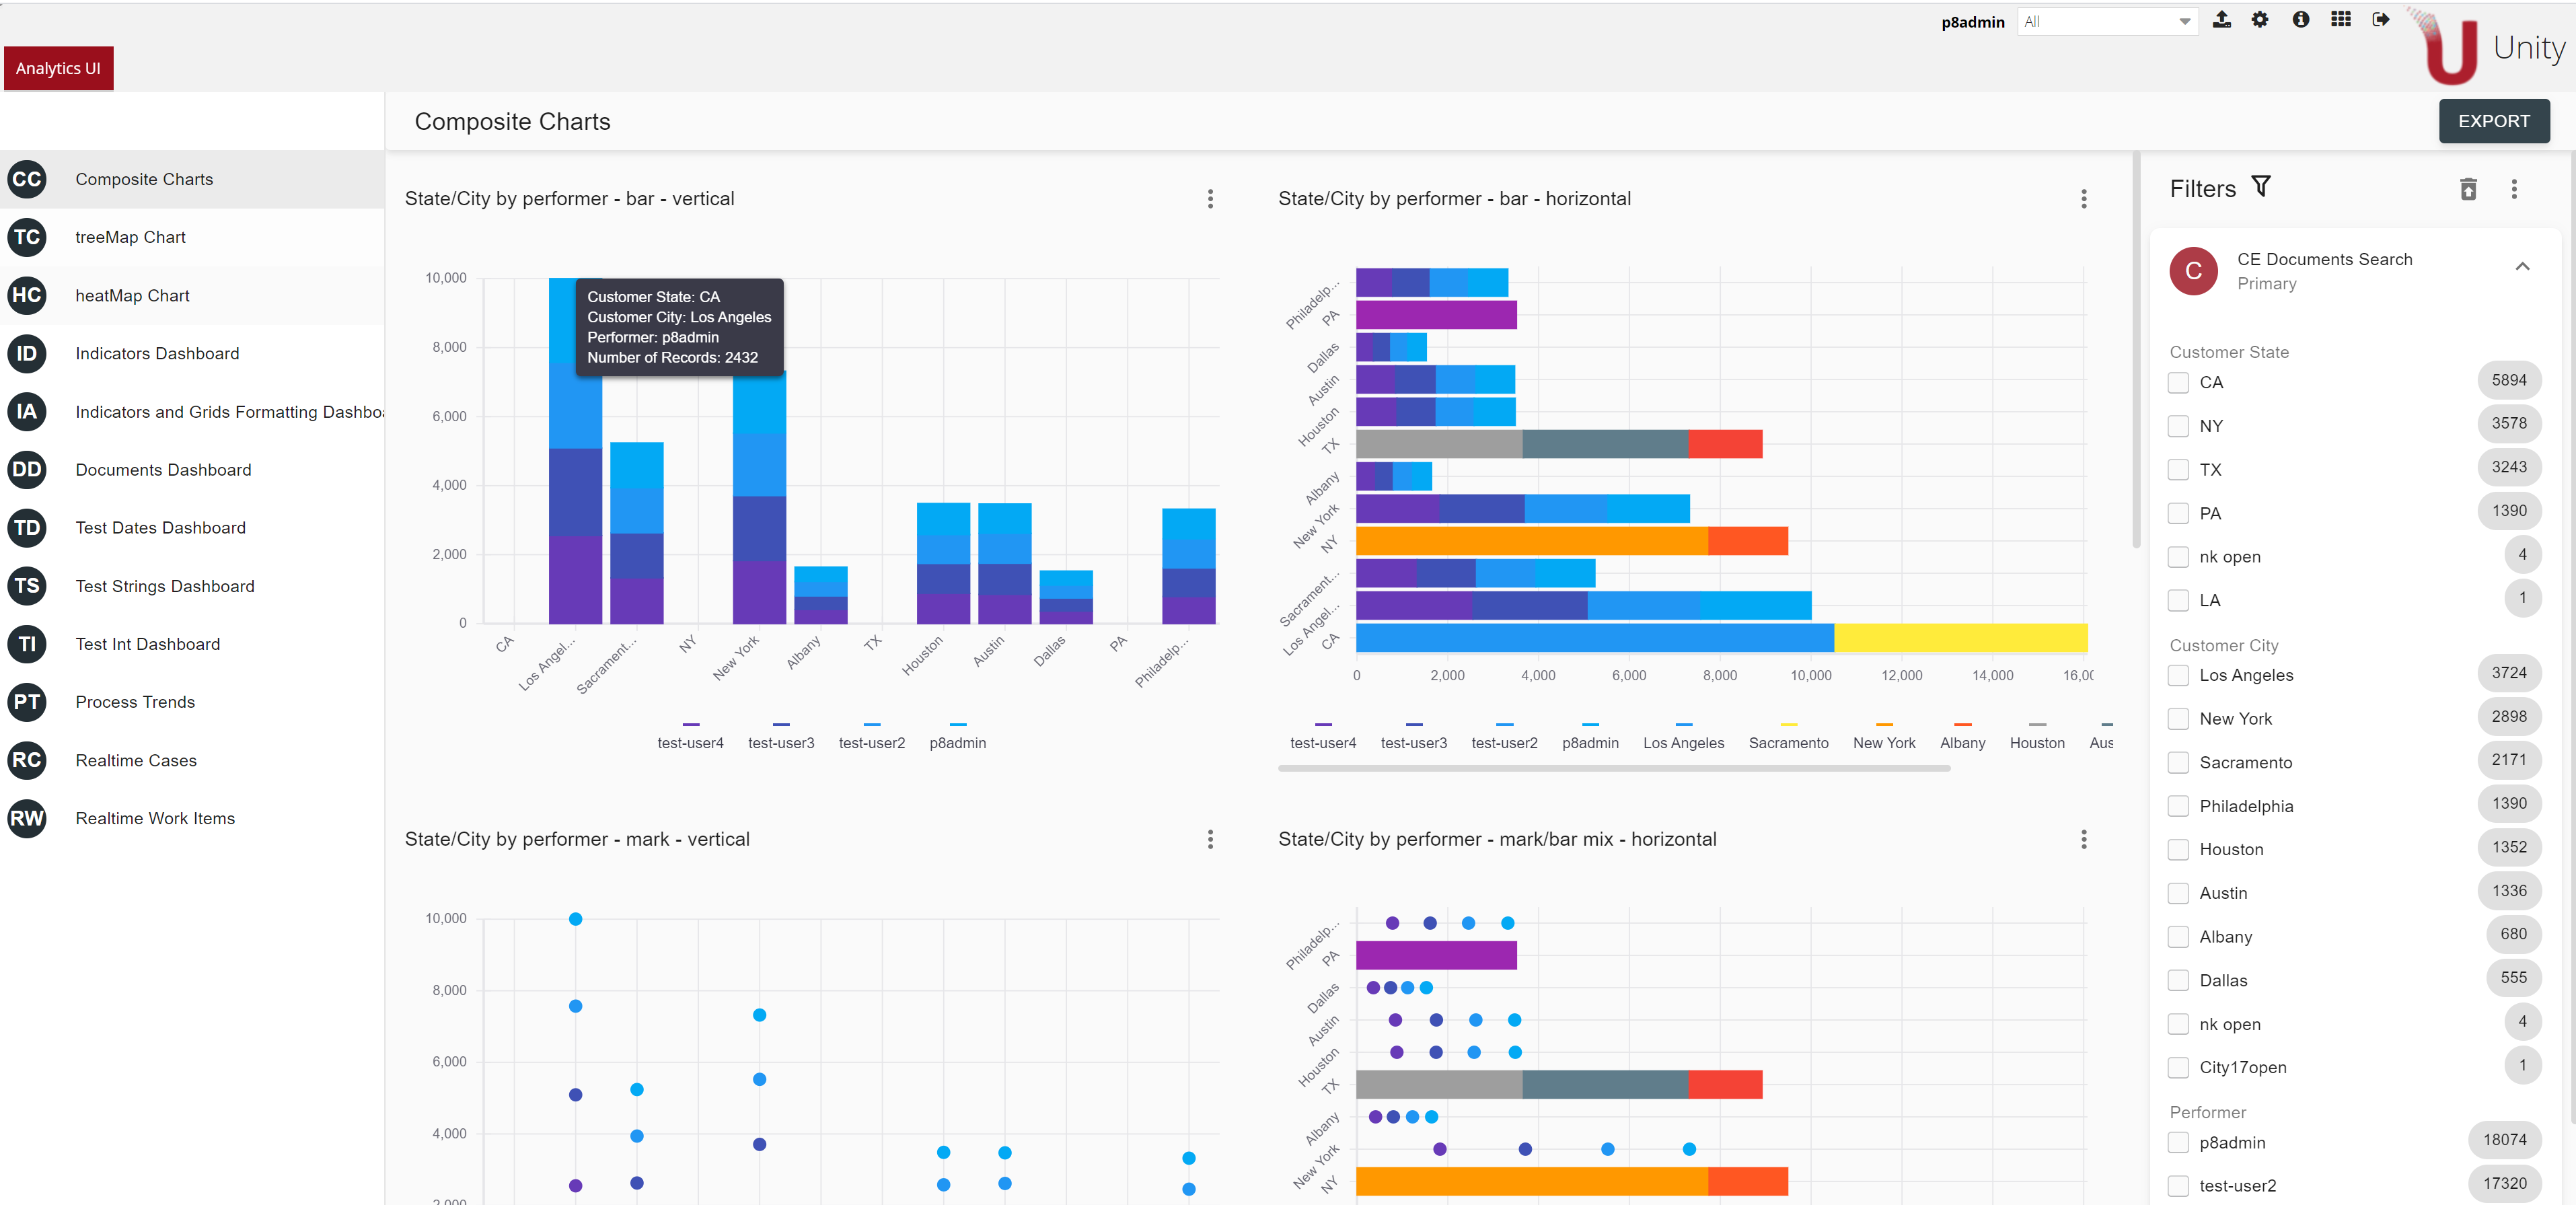 p8admin
All
Unity
Analytics UI
Composite Charts
EXPORT
CC Composite Charts
TC treeMap Chart
HC heatMap Chart
ID Indicators Dashboard
IA Indicators and Grids Formatting Dashbo
DD Documents Dashboard
TD Test Dates Dashboard
TS Test Strings Dashboard
TI Test Int Dashboard
PT Process Trends
RC Realtime Cases
RW Realtime Work Items
State/City by performer - bar - vertical
10,000
8,000
6,000
4,000
2,000
0
Customer State: CA
Customer City: Los Angeles
Performer: p8admin
Number of Records: 2432
CA
Los Angel...
Sacrament...
NY
New York
Albany
TX
Houston
Austin
Dallas
PA
Philadelp...
test-user4 test-user3 test-user2 p8admin
State/City by performer - bar - horizontal
Philadelp...
PA
Dallas
Austin
Houston
TX
Albany
New York
NY
Sacrament...
Los Angel...
CA
0 2,000 4,000 6,000 8,000 10,000 12,000 14,000 16,00
test-user4 test-user3 test-user2 p8admin Los Angeles Sacramento New York Albany Houston Aus
State/City by performer - mark - vertical
10,000
8,000
6,000
4,000
2,000
State/City by performer - mark/bar mix - horizontal
Philadelp...
PA
Dallas
Austin
Houston
TX
Albany
New York
NY
Filters
C
CE Documents Search
Primary
Customer State
CA 5894
NY 3578
TX 3243
PA 1390
nk open 4
LA 1
Customer City
Los Angeles 3724
New York 2898
Sacramento 2171
Philadelphia 1390
Houston 1352
Austin 1336
Albany 680
Dallas 555
nk open 4
City17open 1
Performer
p8admin 18074
test-user2 17320